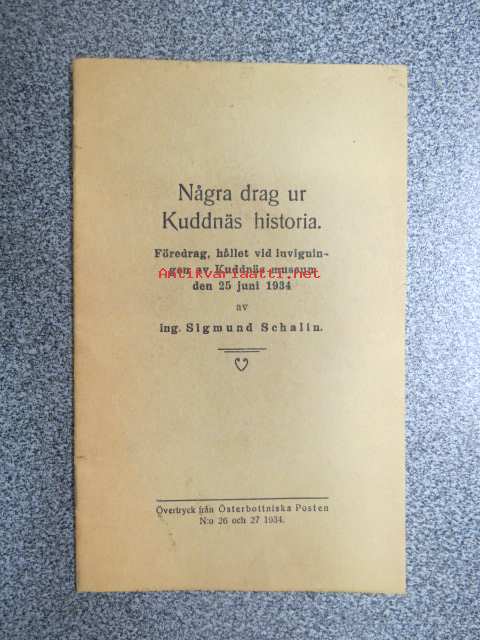 Några drag ur
Kuddnäs historia.
Föredrag, hållet vid invignin-
gen av Kuddnäs museum
Antikvariaatti.net
den 25 juni 1934
av
ing. Sigmund Schalin.
Övertryck från Österbottniska Posten
N:o 26 och 27 1934.